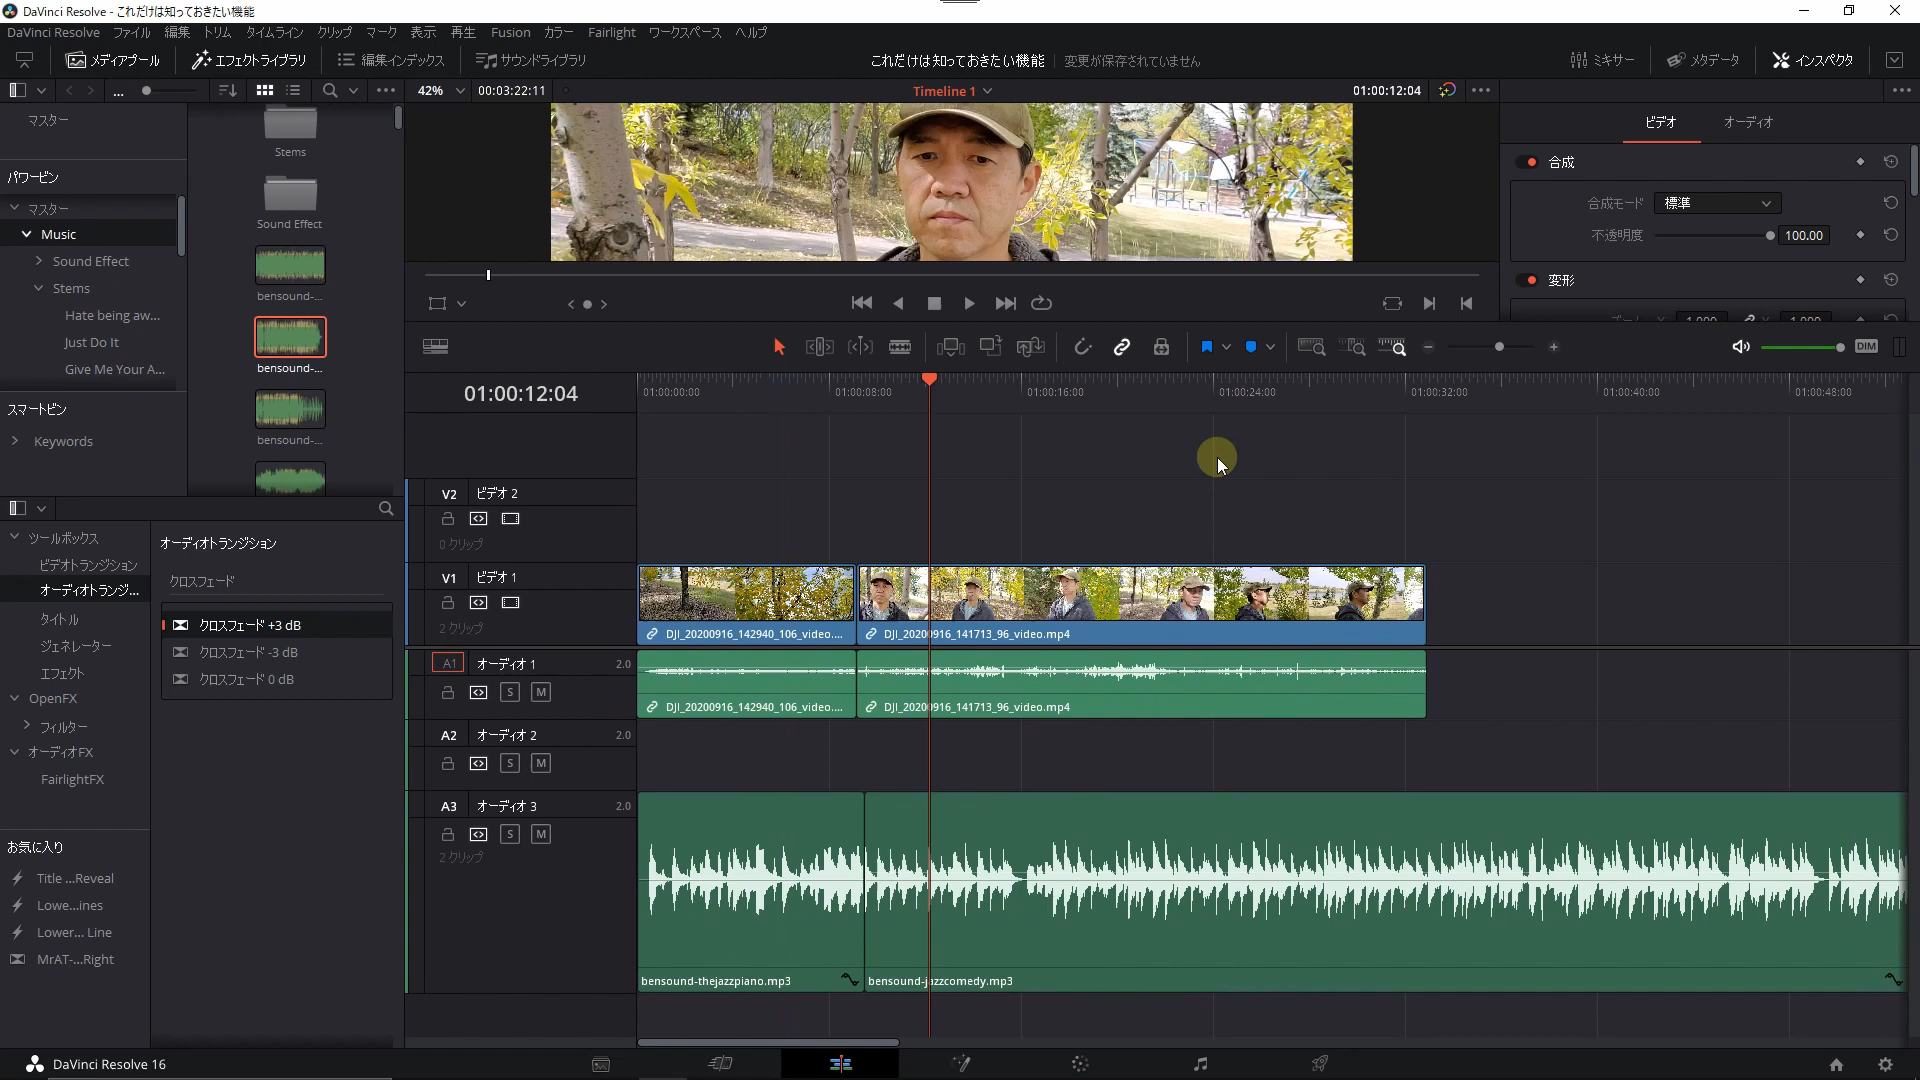 DaVinci Resolve - これだけは知っておきたい機能
DaVinci Resolve ファイル 編集 トリム タイムライン クリップ マーク 表示 再生 Fusion カラー Fairlight ワークスペース ヘルプ
メディアプール エフェクトライブラリ 編集インデックス サウンドライブラリ これだけは知っておきたい機能 変更が保存されていません ミキサー メタデータ インスペクタ
... 42% 00:03:22:11 Timeline 1 01:00:12:04
マスター
パワービン
マスター
Music
Sound Effect
Stems
Hate being aw...
Just Do It
Give Me Your A...
スマートビン
Keywords
Stems
Sound Effect
bensound-...
bensound-...
bensound-...
ビデオ オーディオ
合成
合成モード 標準
不透明度 100.00
変形
DIM
01:00:12:04
01:00:00:00 01:00:08:00 01:00:16:00 01:00:24:00 01:00:32:00 01:00:40:00 01:00:48:00
ツールボックス
ビデオトランジション
オーディオトランジ...
タイトル
ジェネレーター
エフェクト
OpenFX
フィルター
オーディオFX
FairlightFX
お気に入り
Title ...Reveal
Lowe...ines
Lower... Line
MrAT-...Right
オーディオトランジション
クロスフェード
クロスフェード +3 dB
クロスフェード -3 dB
クロスフェード 0 dB
V2 ビデオ 2
0 クリップ
V1 ビデオ 1
2 クリップ
DJI_20200916_142940_106_video.... DJI_20200916_141713_96_video.mp4
A1 オーディオ 1 2.0
S M
DJI_20200916_142940_106_video.... DJI_20200916_141713_96_video.mp4
A2 オーディオ 2 2.0
S M
A3 オーディオ 3 2.0
S M
2 クリップ
bensound-thejazzpiano.mp3 bensound-jazzcomedy.mp3
DaVinci Resolve 16